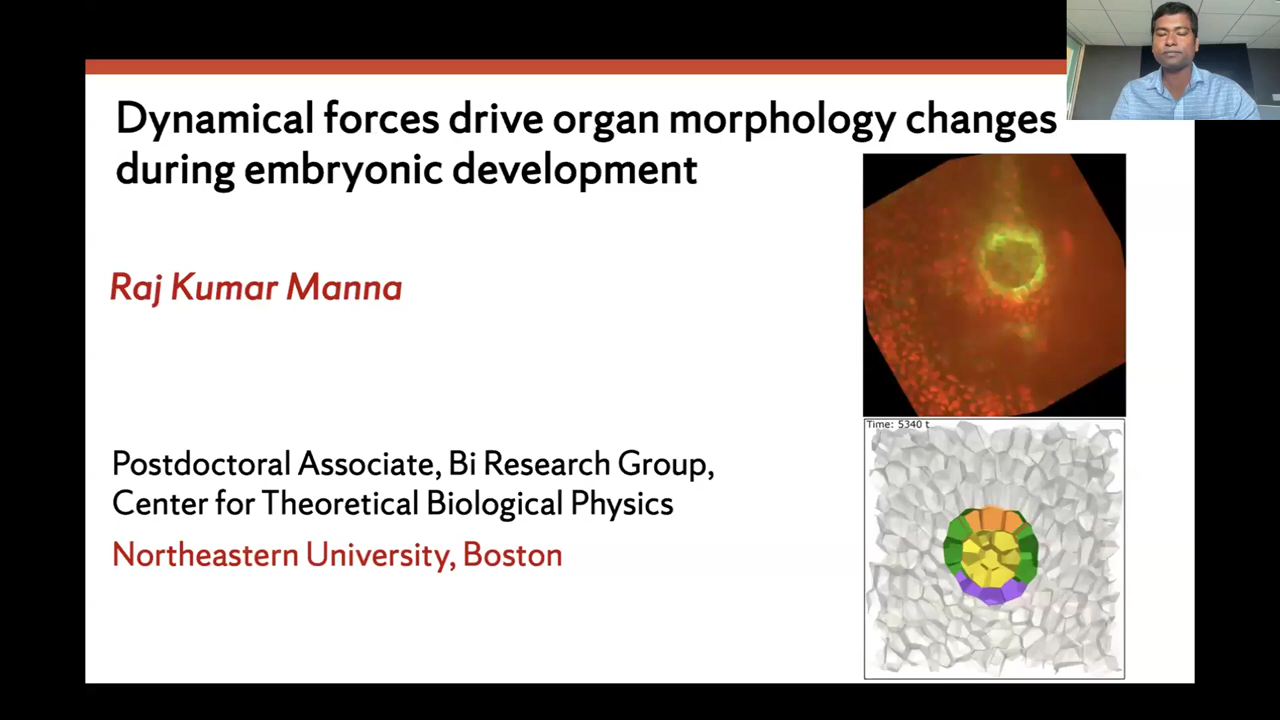 Dynamical forces drive organ morphology changes
during embryonic development
Raj Kumar Manna
Postdoctoral Associate, Bi Research Group,
Center for Theoretical Biological Physics
Northeastern University, Boston
Time: 5340 t